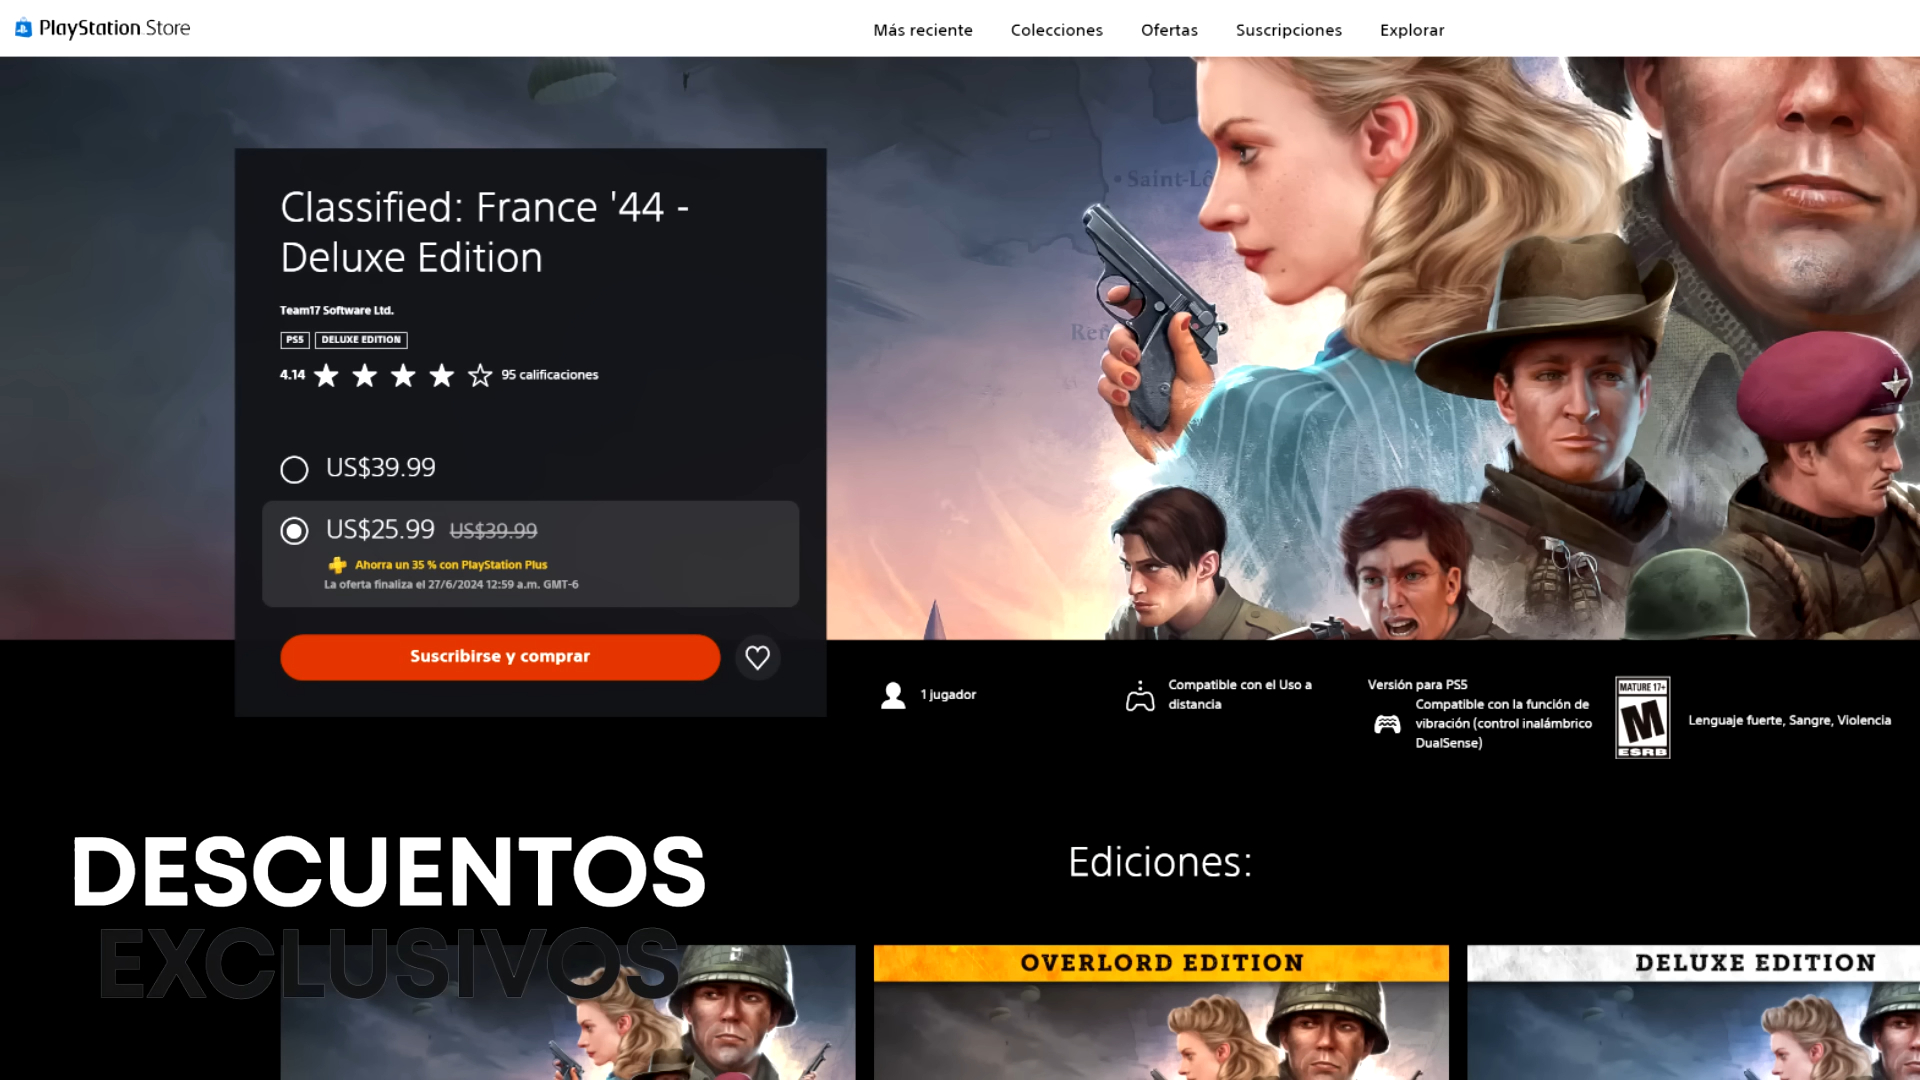 PlayStation Store
Más reciente
Colecciones
Ofertas
Suscripciones
Explorar
• Saint-Lô
Classified: France '44 -
Deluxe Edition
Team17 Software Ltd.
PS5
DELUXE EDITION
4.14
95 calificaciones
US$39.99
US$25.99 US$39.99
Ahorra un 35 % con PlayStation Plus
La oferta finaliza el 27/6/2024 12:59 a.m. GMT-6
Suscribirse y comprar
1 jugador
Compatible con el Uso a
distancia
Versión para PS5
Compatible con la función de
vibración (control inalámbrico
DualSense)
MATURE 17+
M
ESRB
Lenguaje fuerte, Sangre, Violencia
DESCUENTOS
EXCLUSIVOS
Ediciones:
OVERLORD EDITION
DELUXE EDITION